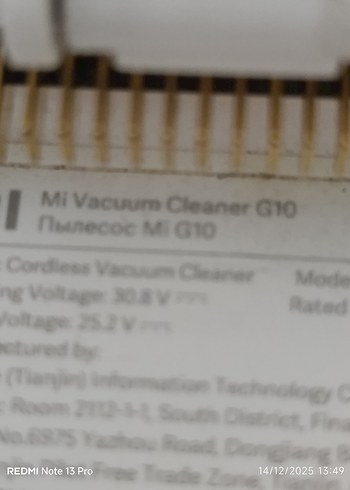 Mi Vacuum Cleaner G10
Пылесос Mi G10
: Cordless Vacuum Cleaner Mode
ng Voltage: 30.8 V Rated
Voltage: 25.2 V
actured by:
(Tianjin) Information Technology C
: Room 2112-1-1, South District, Fina
No.6975 Yazhou Road, Dongjiang B
Free Trade Zone
REDMI Note 13 Pro 14/12/2025 13:49